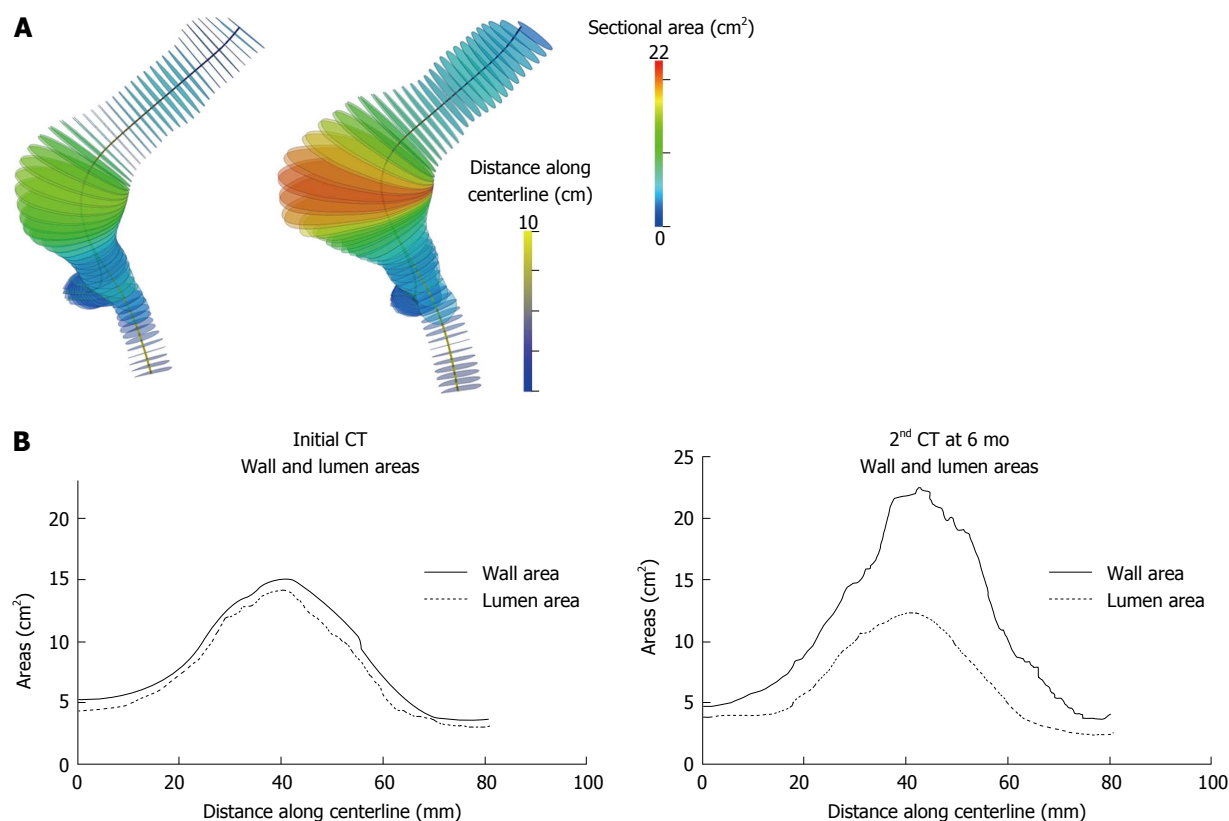 A
Sectional area (cm²)
22
0
Distance along
centerline (cm)
10
B
Initial CT
Wall and lumen areas
20
15
10
5
0
Areas (cm²)
Wall area
Lumen area
0 20 40 60 80 100
Distance along centerline (mm)
2nd CT at 6 mo
Wall and lumen areas
25
20
15
10
5
0
Areas (cm²)
Wall area
Lumen area
0 20 40 60 80 100
Distance along centerline (mm)